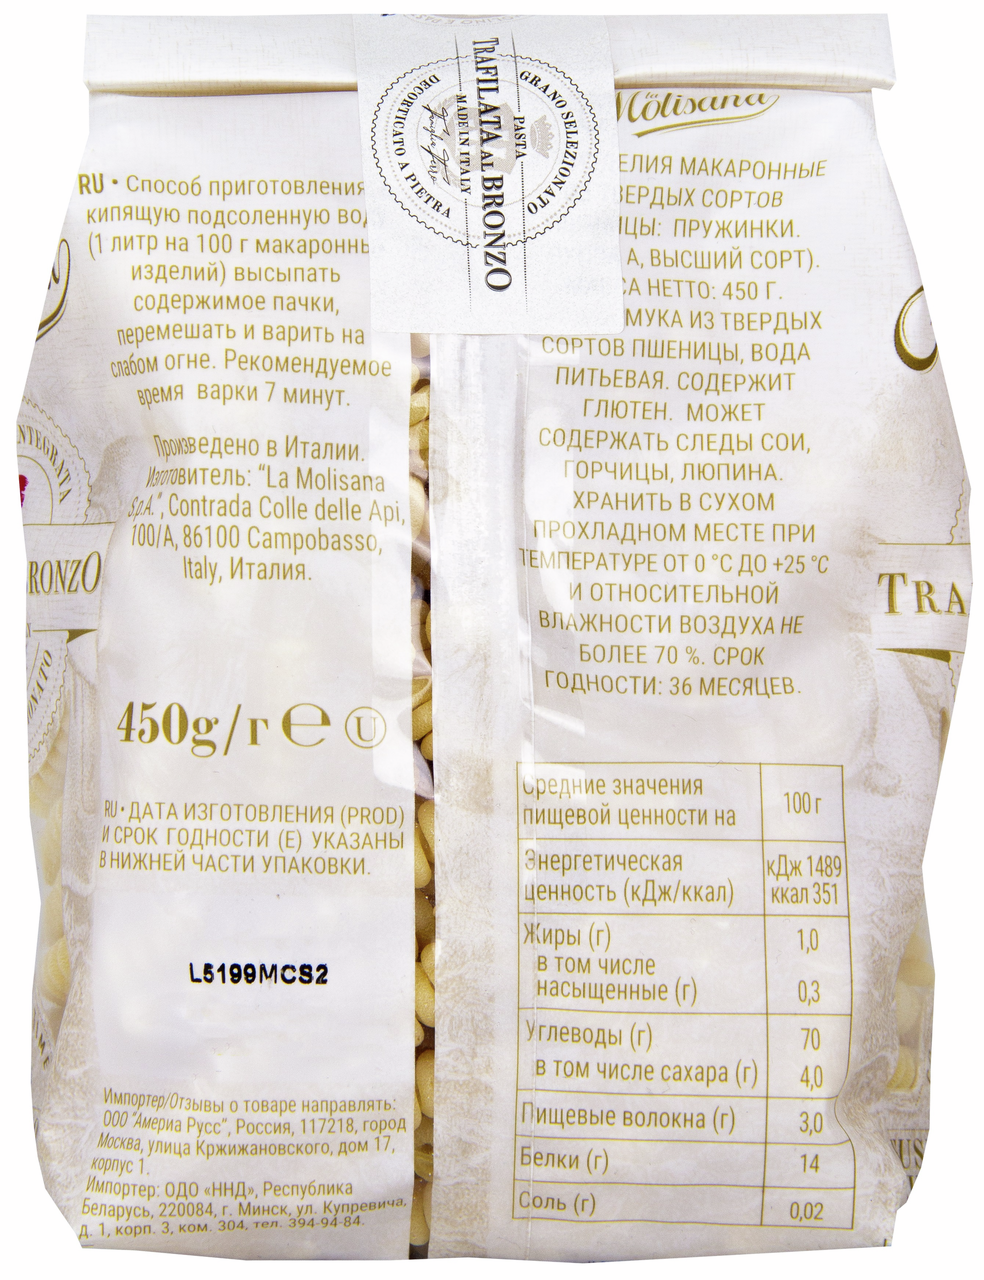 TRAFILATA AL BRONZO
GRANO SELEZIONATO
PASTA
MADE IN ITALY
DECORTICATO A PIETRA
La Molisana
RU • Способ приготовления
кипящую подсоленную
(1 литр на 100 г
изделий) высыпать
содержимое пачки,
перемешать и варить на
слабом огне. Рекомендуемое
время варки 7 минут.
Произведено в Италии.
Изготовитель: "La Molisana
S.p.A.", Contrada Colle delle Api,
100/A, 86100 Campobasso,
Italy, Италия.
450g/г e U
RU • ДАТА ИЗГОТОВЛЕНИЯ (PROD)
И СРОК ГОДНОСТИ (E) УКАЗАНЫ
В НИЖНЕЙ ЧАСТИ УПАКОВКИ.
L5199MCS2
Импортер/Отзывы о товаре направлять:
ООО "Америа Русс", Россия, 117218, город
Москва, улица Кржижановского, дом 17,
корпус 1.
Импортер: ОДО «ННД», Республика
Беларусь, 220084, г. Минск, ул. Купревича,
д. 1, корп. 3, ком. 304, тел. 394-94-84.
ЕЛИЯ МАКАРОННЫЕ
ВЕРДЫХ СОРТОВ
ИЦЫ: ПРУЖИНКИ.
А, ВЫСШИЙ СОРТ).
СА НЕТТО: 450 Г.
МУКА ИЗ ТВЕРДЫХ
СОРТОВ ПШЕНИЦЫ, ВОДА
ПИТЬЕВАЯ. СОДЕРЖИТ
ГЛЮТЕН. МОЖЕТ
СОДЕРЖАТЬ СЛЕДЫ СОИ,
ГОРЧИЦЫ, ЛЮПИНА.
ХРАНИТЬ В СУХОМ
ПРОХЛАДНОМ МЕСТЕ ПРИ
ТЕМПЕРАТУРЕ ОТ 0 °C ДО +25 °C
И ОТНОСИТЕЛЬНОЙ
ВЛАЖНОСТИ ВОЗДУХА НЕ
БОЛЕЕ 70 %. СРОК
ГОДНОСТИ: 36 МЕСЯЦЕВ.
Средние значения
пищевой ценности на 100 г
Энергетическая кДж 1489
ценность (кДж/ккал) ккал 351
Жиры (г) 1,0
в том числе
насыщенные (г) 0,3
Углеводы (г) 70
в том числе сахара (г) 4,0
Пищевые волокна (г) 3,0
Белки (г) 14
Соль (г) 0,02
NTEGRATA
RONZO
TRA